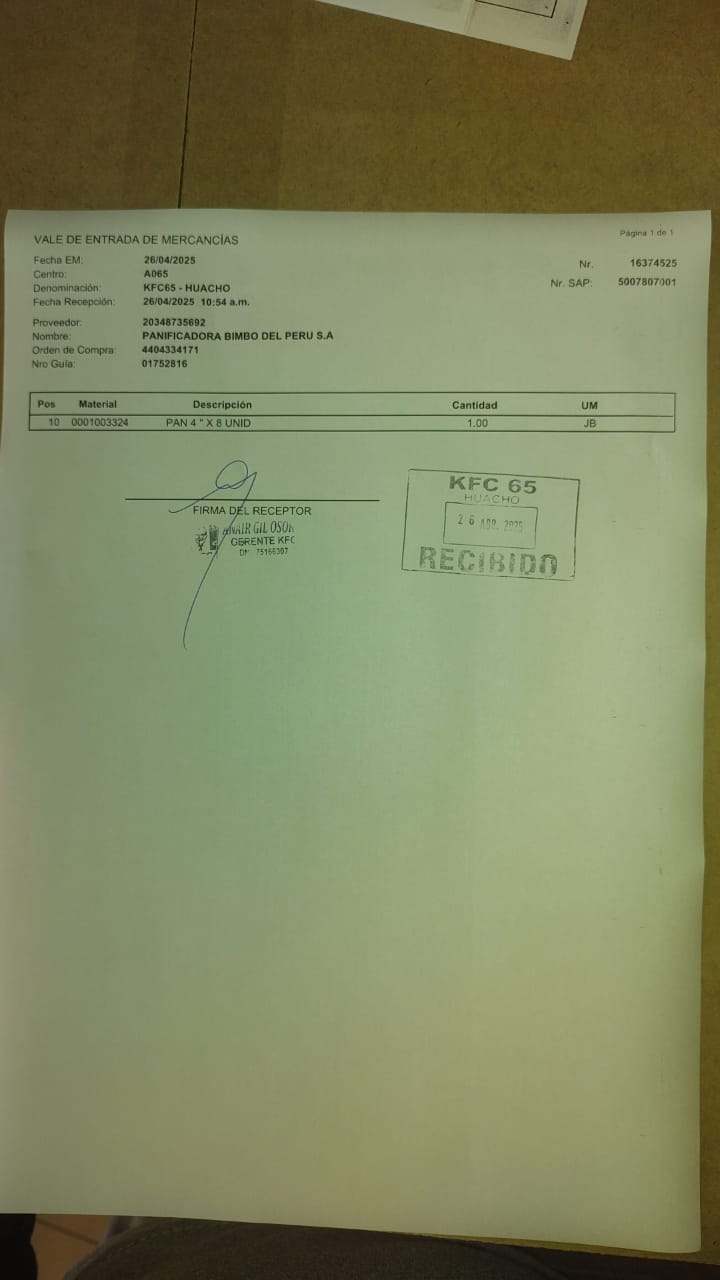 Página 1 de 1
VALE DE ENTRADA DE MERCANCÍAS
Fecha EM: 26/04/2025
Nr. 16374525
Centro: A065
Nr. SAP: 5007807001
Denominación: KFC65 - HUACHO
Fecha Recepción: 26/04/2025 10:54 a.m.
Proveedor: 20348735692
Nombre: PANIFICADORA BIMBO DEL PERU S.A
Orden de Compra: 4404334171
Nro Guía: 01752816
Pos Material Descripción Cantidad UM
10 0001003324 PAN 4 " X 8 UNID 1.00 JB
FIRMA DEL RECEPTOR
GIL
GERENTE KFC
KFC 65
HUACHO
26 ABR. 2025
RECIBIDO